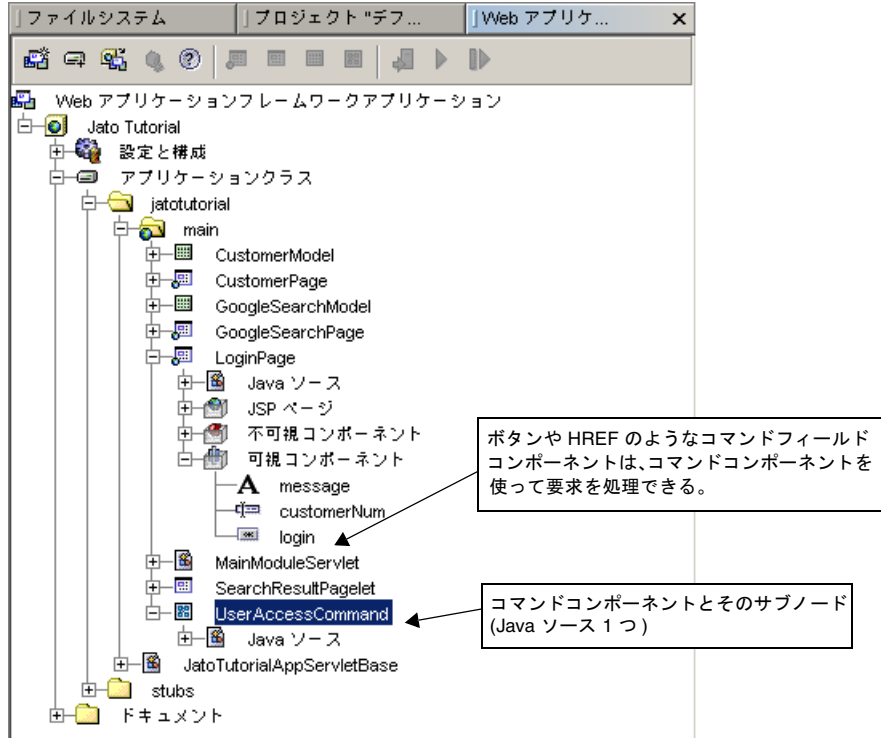 ファイルシステム
プロジェクト "デフ...
Web アプリケ...
Web アプリケーションフレームワークアプリケーション
Jato Tutorial
設定と構成
アプリケーションクラス
jatotutorial
main
CustomerModel
CustomerPage
GoogleSearchModel
GoogleSearchPage
LoginPage
Java ソース
JSP ページ
不可視コンポーネント
可視コンポーネント
message
customerNum
login
MainModuleServlet
SearchResultPagelet
UserAccessCommand
Java ソース
JatoTutorialAppServletBase
stubs
ドキュメント
ボタンや HREF のようなコマンドフィールド
コンポーネントは、コマンドコンポーネントを
使って要求を処理できる。
コマンドコンポーネントとそのサブノード
(Java ソース 1 つ )